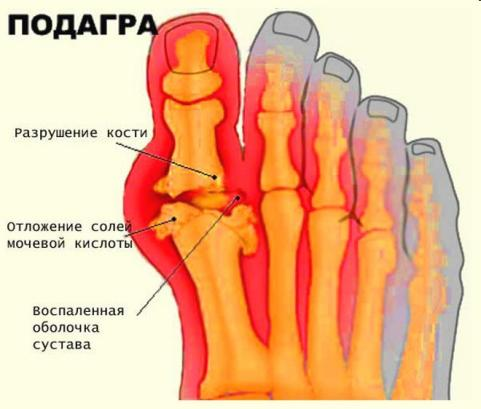 ПОДАГРА
Разрушение кости
Отложение солей
мочевой кислоты
Воспаленная
оболочка
сустава